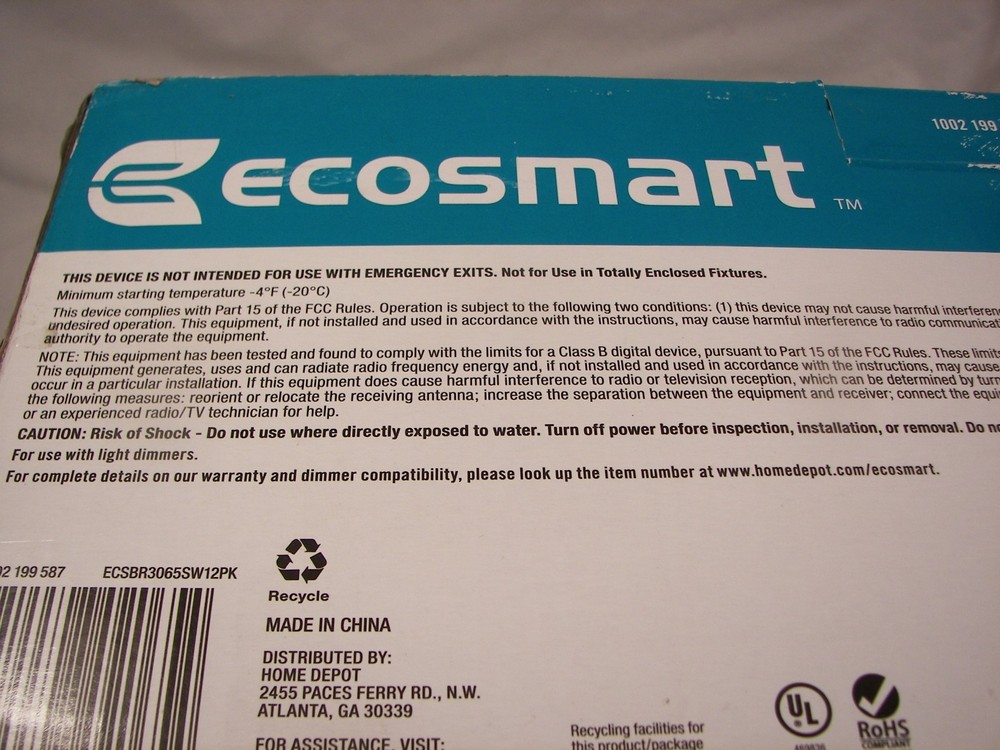 1002 199
ecosmart TM
THIS DEVICE IS NOT INTENDED FOR USE WITH EMERGENCY EXITS. Not for Use in Totally Enclosed Fixtures.
Minimum starting temperature -4°F (-20°C)
This device complies with Part 15 of the FCC Rules. Operation is subject to the following two conditions: (1) this device may not cause harmful
undesired operation. This equipment, if not installed and used in accordance with the instructions, may cause harmful interference to radio
authority to operate the equipment.
NOTE: This equipment has been tested and found to comply with the limits for a Class B digital device, pursuant to Part 15 of the FCC Rules. These limits
This equipment generates, uses and can radiate radio frequency energy and, if not installed and used in accordance with the instructions, may cause
occur in a particular installation. If this equipment does cause harmful interference to radio or television reception, which can be determined by
the following measures: reorient or relocate the receiving antenna; increase the separation between the equipment and receiver; connect the
or an experienced radio/TV technician for help.
CAUTION: Risk of Shock - Do not use where directly exposed to water. Turn off power before inspection, installation, or removal. Do
For use with light dimmers.
For complete details on our warranty and dimmer compatibility, please look up the item number at www.homedepot.com/ecosmart.
02 199 587 ECSBR3065SW12PK
Recycle
MADE IN CHINA
DISTRIBUTED BY:
HOME DEPOT
2455 PACES FERRY RD., N.W.
ATLANTA, GA 30339
FOR ASSISTANCE, VISIT:
Recycling facilities for
this product/package
UL
RoHS
COMPLIANT